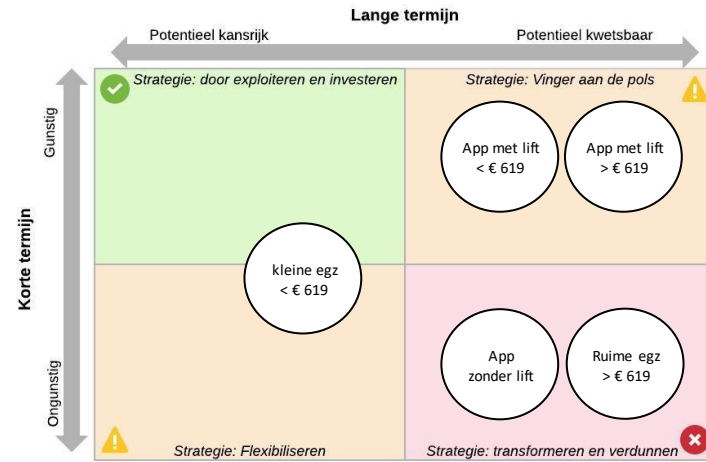 Lange termijn
Potentieel kansrijk
Potentieel kwetsbaar
Korte termijn
Gunstig
Ongunstig
Strategie: door exploiteren en investeren
Strategie: Vinger aan de pols
App met lift
< € 619
App met lift
> € 619
kleine egz
< € 619
App
zonder lift
Ruime egz
> € 619
Strategie: Flexibiliseren
Strategie: transformeren en verdunnen